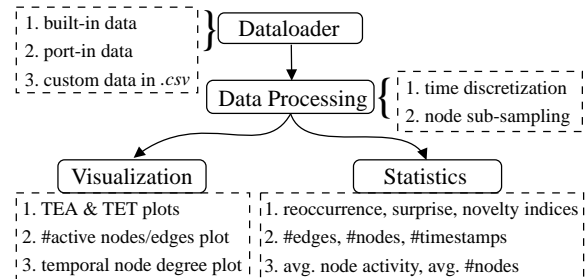 1. built-in data
2. port-in data
3. custom data in .csv
Dataloader
Data Processing
1. time discretization
2. node sub-sampling
Visualization
1. TEA & TET plots
2. #active nodes/edges plot
3. temporal node degree plot
Statistics
1. reoccurrence, surprise, novelty indices
2. #edges, #nodes, #timestamps
3. avg. node activity, avg. #nodes